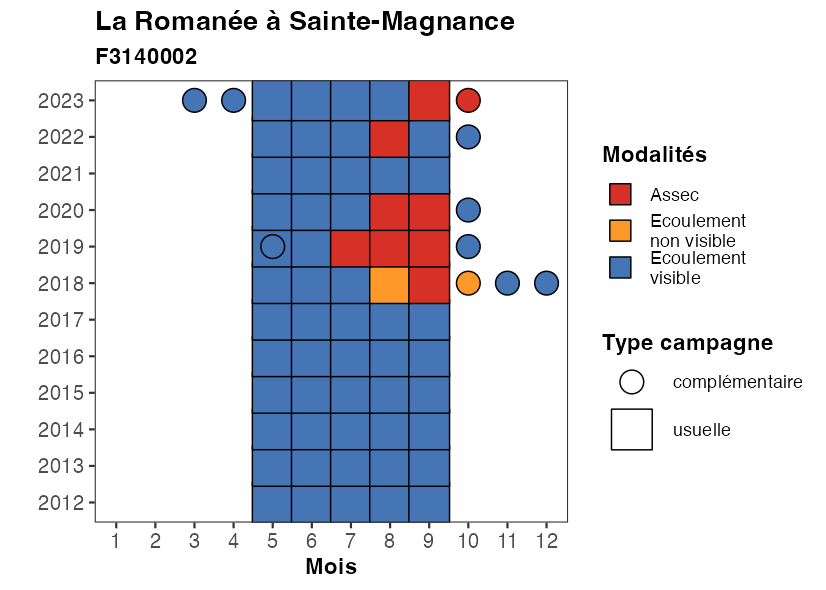 La Romanée à Sainte-Magnance
F3140002
2023
2022
2021
2020
2019
2018
2017
2016
2015
2014
2013
2012
1 2 3 4 5 6 7 8 9 10 11 12
Mois
Modalités
Assec
Ecoulement
non visible
Ecoulement
visible
Type campagne
complémentaire
usuelle